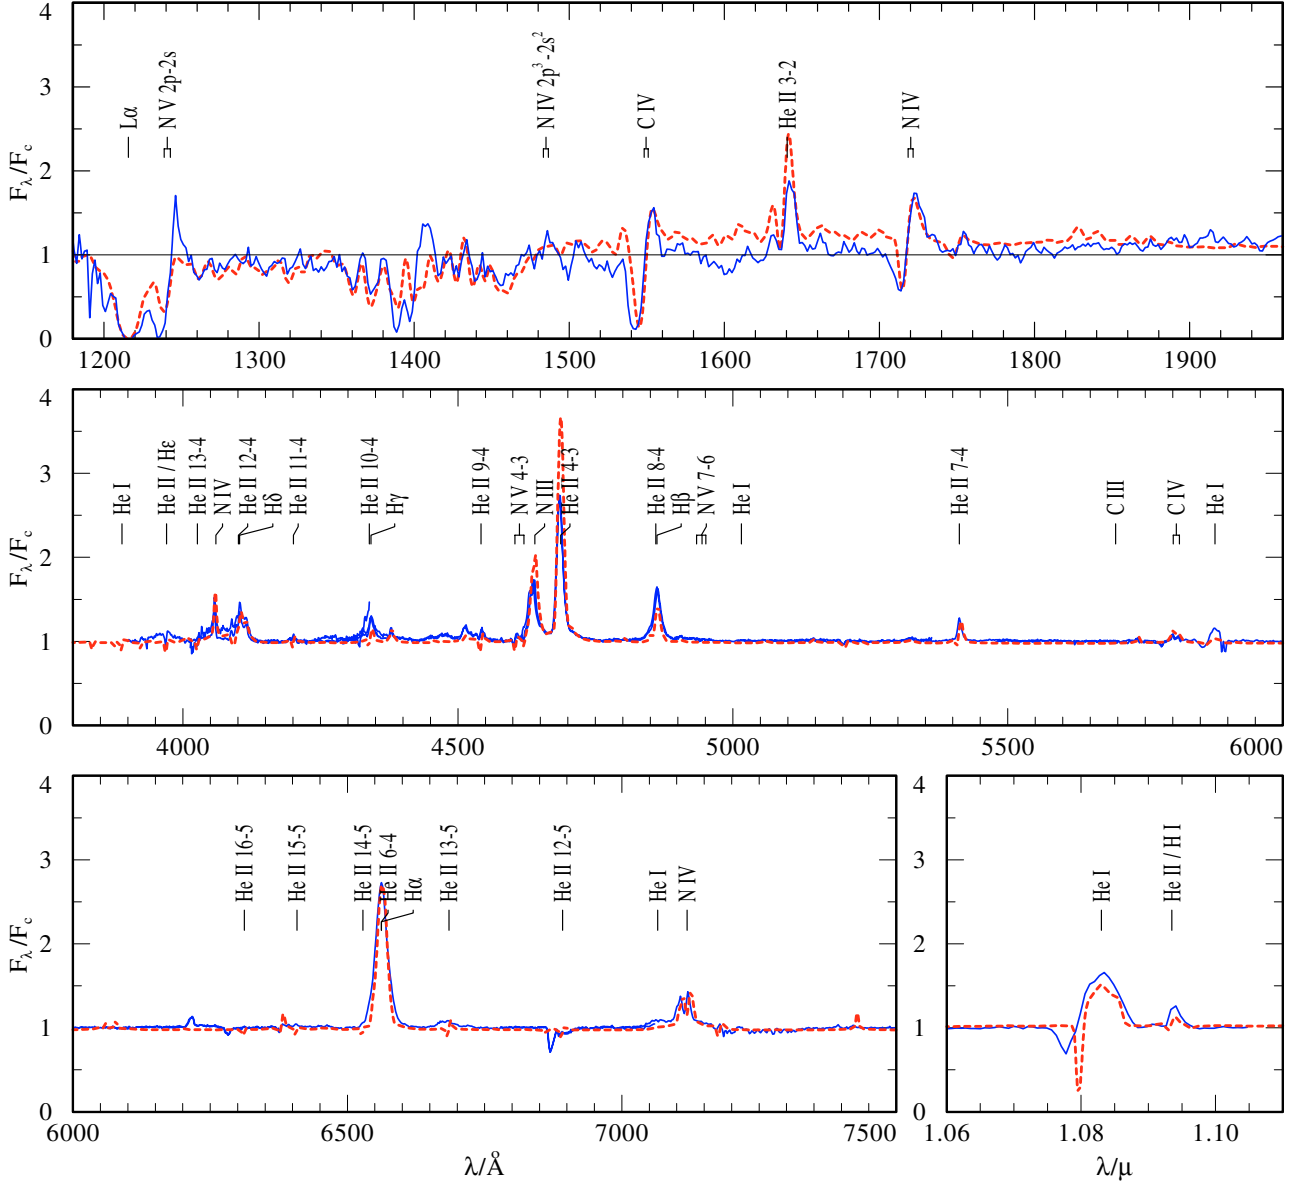 F_λ/F_c
4
3
2
1
0
Lα
N V 2p-2s
N IV 2p³-2s²
C IV
He II 3-2
N IV
1200
1300
1400
1500
1600
1700
1800
1900
F_λ/F_c
4
3
2
1
0
He I
He II / Hε
He II 13-4
N IV
He II 12-4
Hδ
He II 11-4
He II 10-4
Hγ
He II 9-4
N V 4-3
N III
He II 4-3
He II 8-4
Hβ
N V 7-6
He I
He II 7-4
C III
C IV
He I
4000
4500
5000
5500
6000
F_λ/F_c
4
3
2
1
0
He II 16-5
He II 15-5
He II 14-5
He II 6-4
Hα
He II 13-5
He II 12-5
He I
N IV
6000
6500
7000
7500
λ/Å
4
3
2
1
0
He I
He II / H I
1.06
1.08
1.10
λ/μ